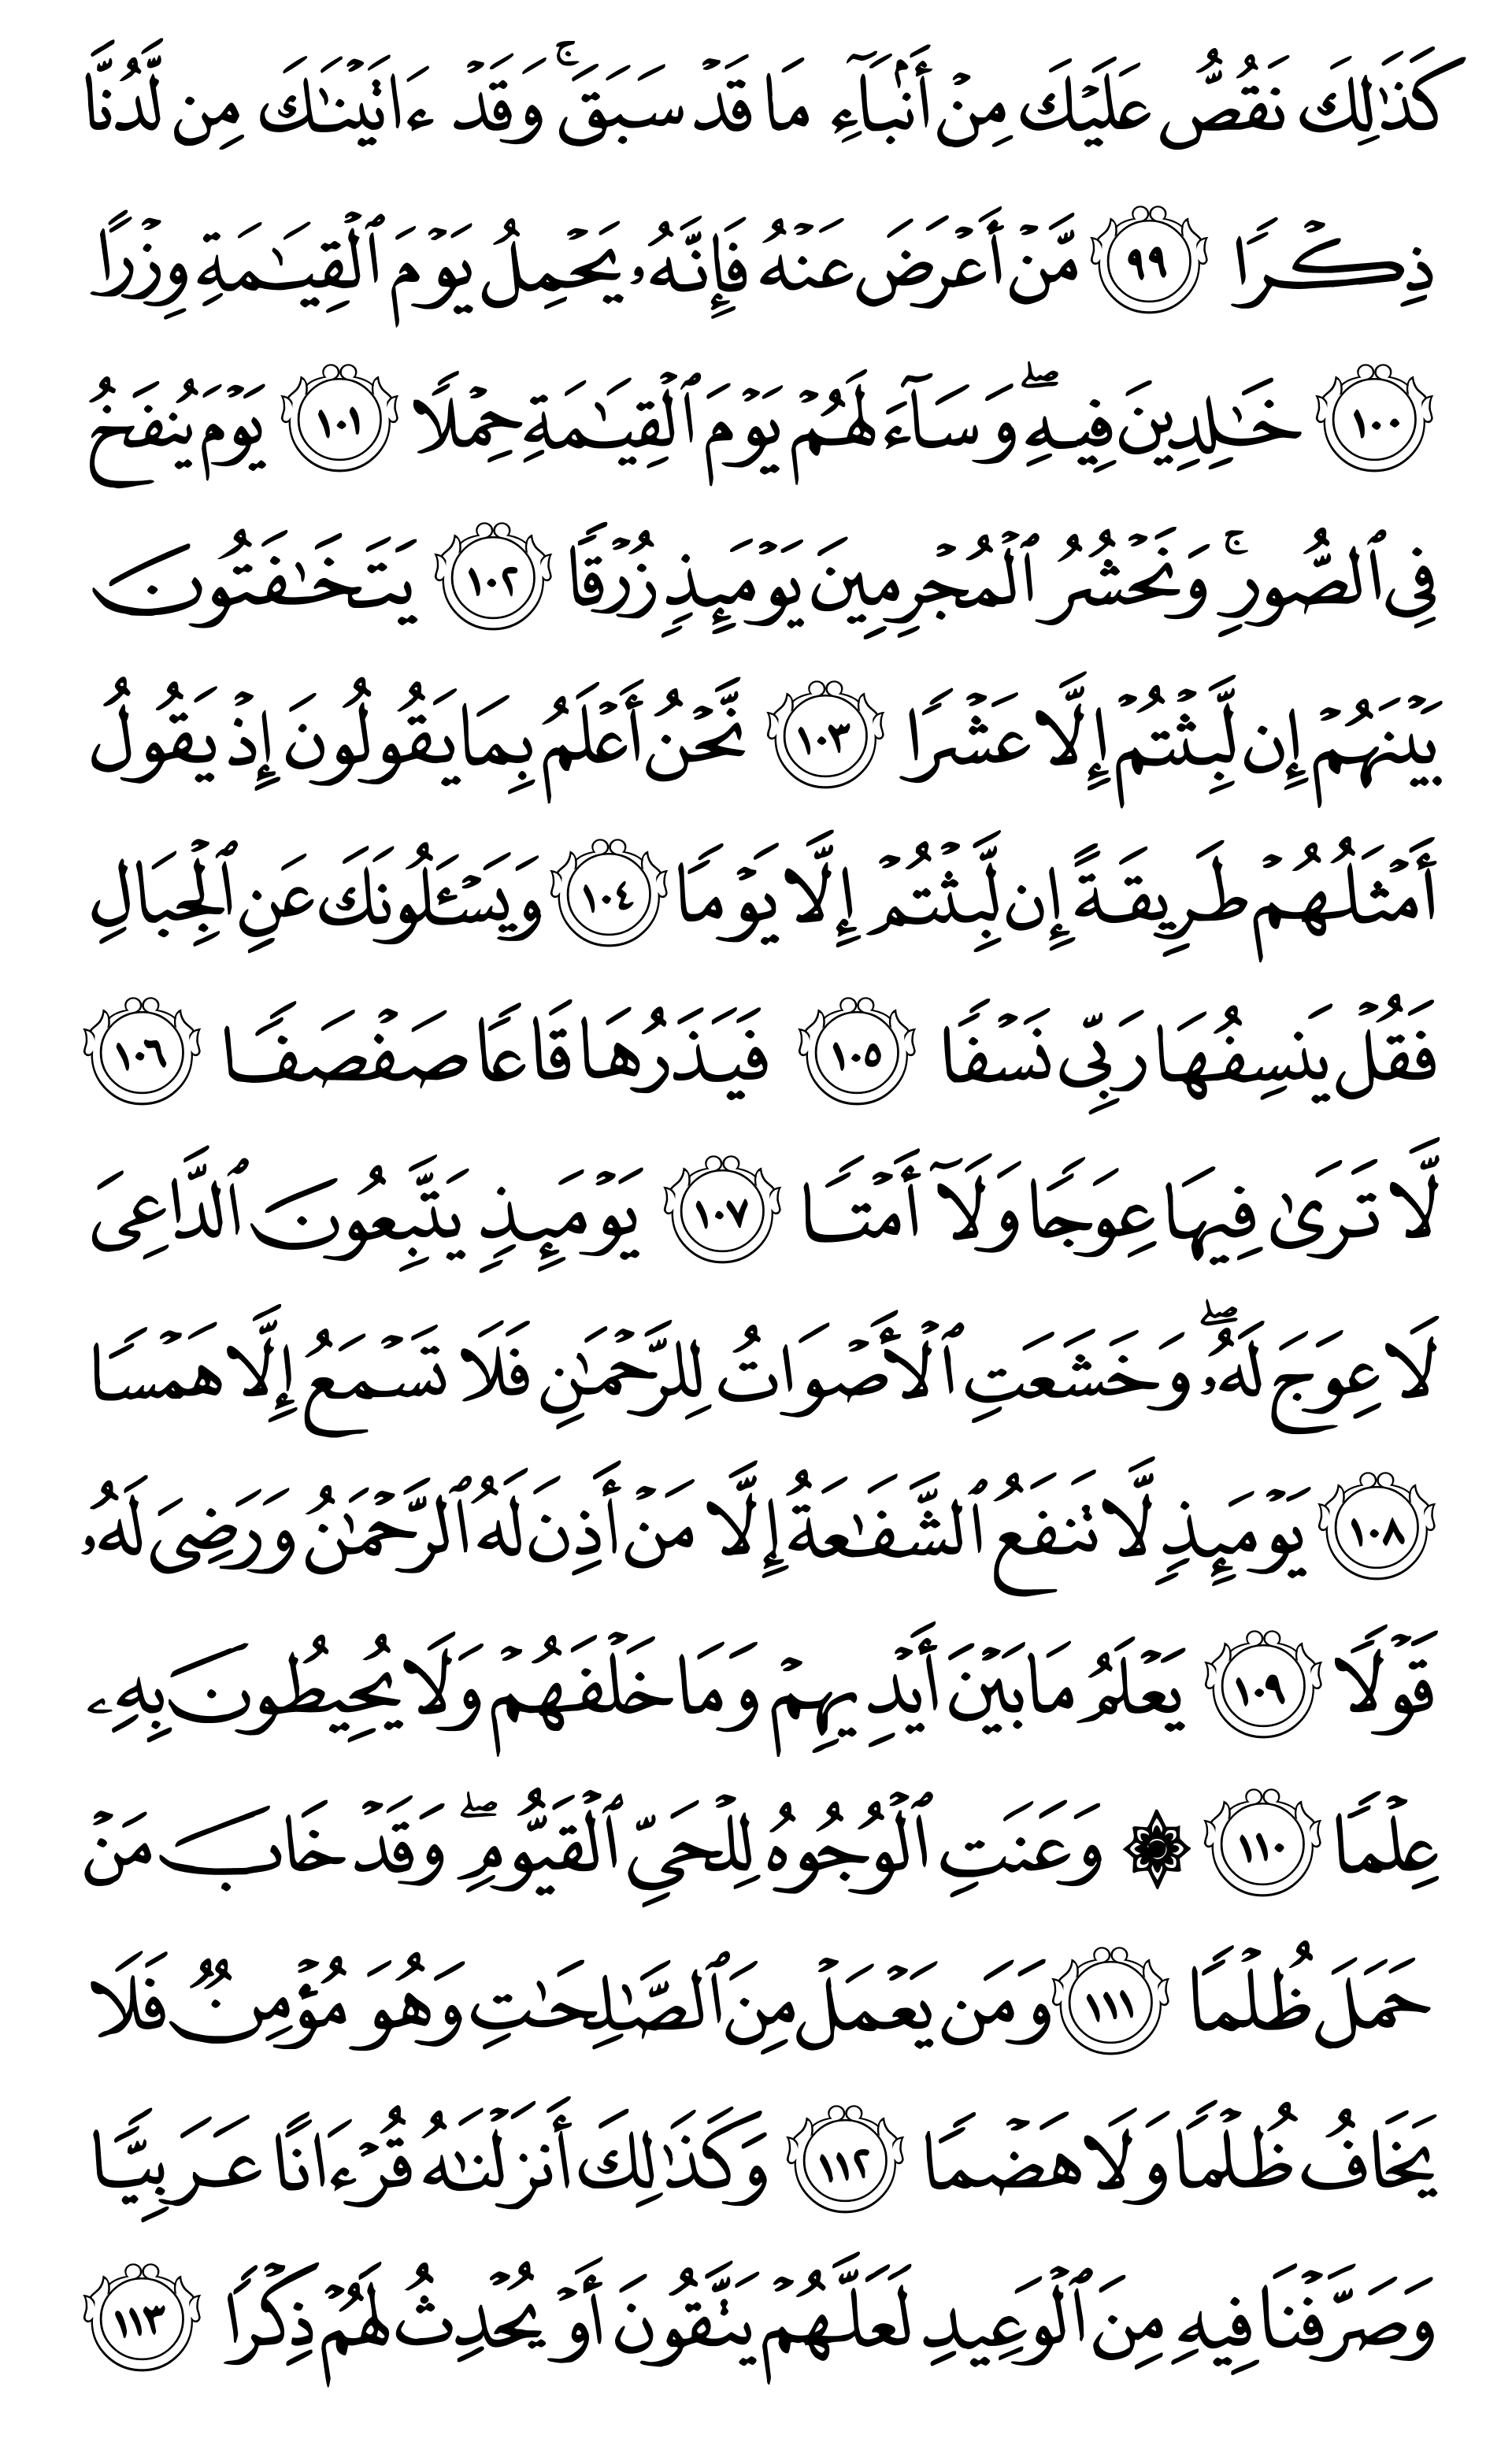 كَذَٰلِكَ نَقُصُّ عَلَيْكَ مِنْ أَنۢبَآءِ مَا قَدْ سَبَقَۚ وَقَدْ ءَاتَيْنَٰكَ مِن لَّدُنَّا
ذِكْرًا ٩٩ مَّنْ أَعْرَضَ عَنْهُ فَإِنَّهُۥ يَحْمِلُ يَوْمَ ٱلْقِيَٰمَةِ وِزْرًا
١٠٠ خَٰلِدِينَ فِيهِۖ وَسَآءَ لَهُمْ يَوْمَ ٱلْقِيَٰمَةِ حِمْلًا ١٠١ يَوْمَ يُنفَخُ
فِى ٱلصُّورِۚ وَنَحْشُرُ ٱلْمُجْرِمِينَ يَوْمَئِذٍ زُرْقًا ١٠٢ يَتَخَٰفَتُونَ
بَيْنَهُمْ إِن لَّبِثْتُمْ إِلَّا عَشْرًا ١٠٣ نَّحْنُ أَعْلَمُ بِمَا يَقُولُونَ إِذْ يَقُولُ
أَمْثَلُهُمْ طَرِيقَةً إِن لَّبِثْتُمْ إِلَّا يَوْمًا ١٠٤ وَيَسْـَٔلُونَكَ عَنِ ٱلْجِبَالِ
فَقُلْ يَنسِفُهَا رَبِّى نَسْفًا ١٠٥ فَيَذَرُهَا قَاعًا صَفْصَفًا ١٠٦
لَّا تَرَىٰ فِيهَا عِوَجًا وَلَآ أَمْتًا ١٠٧ يَوْمَئِذٍ يَتَّبِعُونَ ٱلدَّاعِىَ
لَا عِوَجَ لَهُۥۖ وَخَشَعَتِ ٱلْأَصْوَاتُ لِلرَّحْمَٰنِ فَلَا تَسْمَعُ إِلَّا هَمْسًا
١٠٨ يَوْمَئِذٍ لَّا تَنفَعُ ٱلشَّفَٰعَةُ إِلَّا مَنْ أَذِنَ لَهُ ٱلرَّحْمَٰنُ وَرَضِىَ لَهُۥ
قَوْلًا ١٠٩ يَعْلَمُ مَا بَيْنَ أَيْدِيهِمْ وَمَا خَلْفَهُمْ وَلَا يُحِيطُونَ بِهِۦ
عِلْمًا ١١٠ ۞ وَعَنَتِ ٱلْوُجُوهُ لِلْحَىِّ ٱلْقَيُّومِۖ وَقَدْ خَابَ مَنْ
حَمَلَ ظُلْمًا ١١١ وَمَن يَعْمَلْ مِنَ ٱلصَّٰلِحَٰتِ وَهُوَ مُؤْمِنٌ فَلَا
يَخَافُ ظُلْمًا وَلَا هَضْمًا ١١٢ وَكَذَٰلِكَ أَنزَلْنَٰهُ قُرْءَانًا عَرَبِيًّا
وَصَرَّفْنَا فِيهِ مِنَ ٱلْوَعِيدِ لَعَلَّهُمْ يَتَّقُونَ أَوْ يُحْدِثُ لَهُمْ ذِكْرًا ١١٣